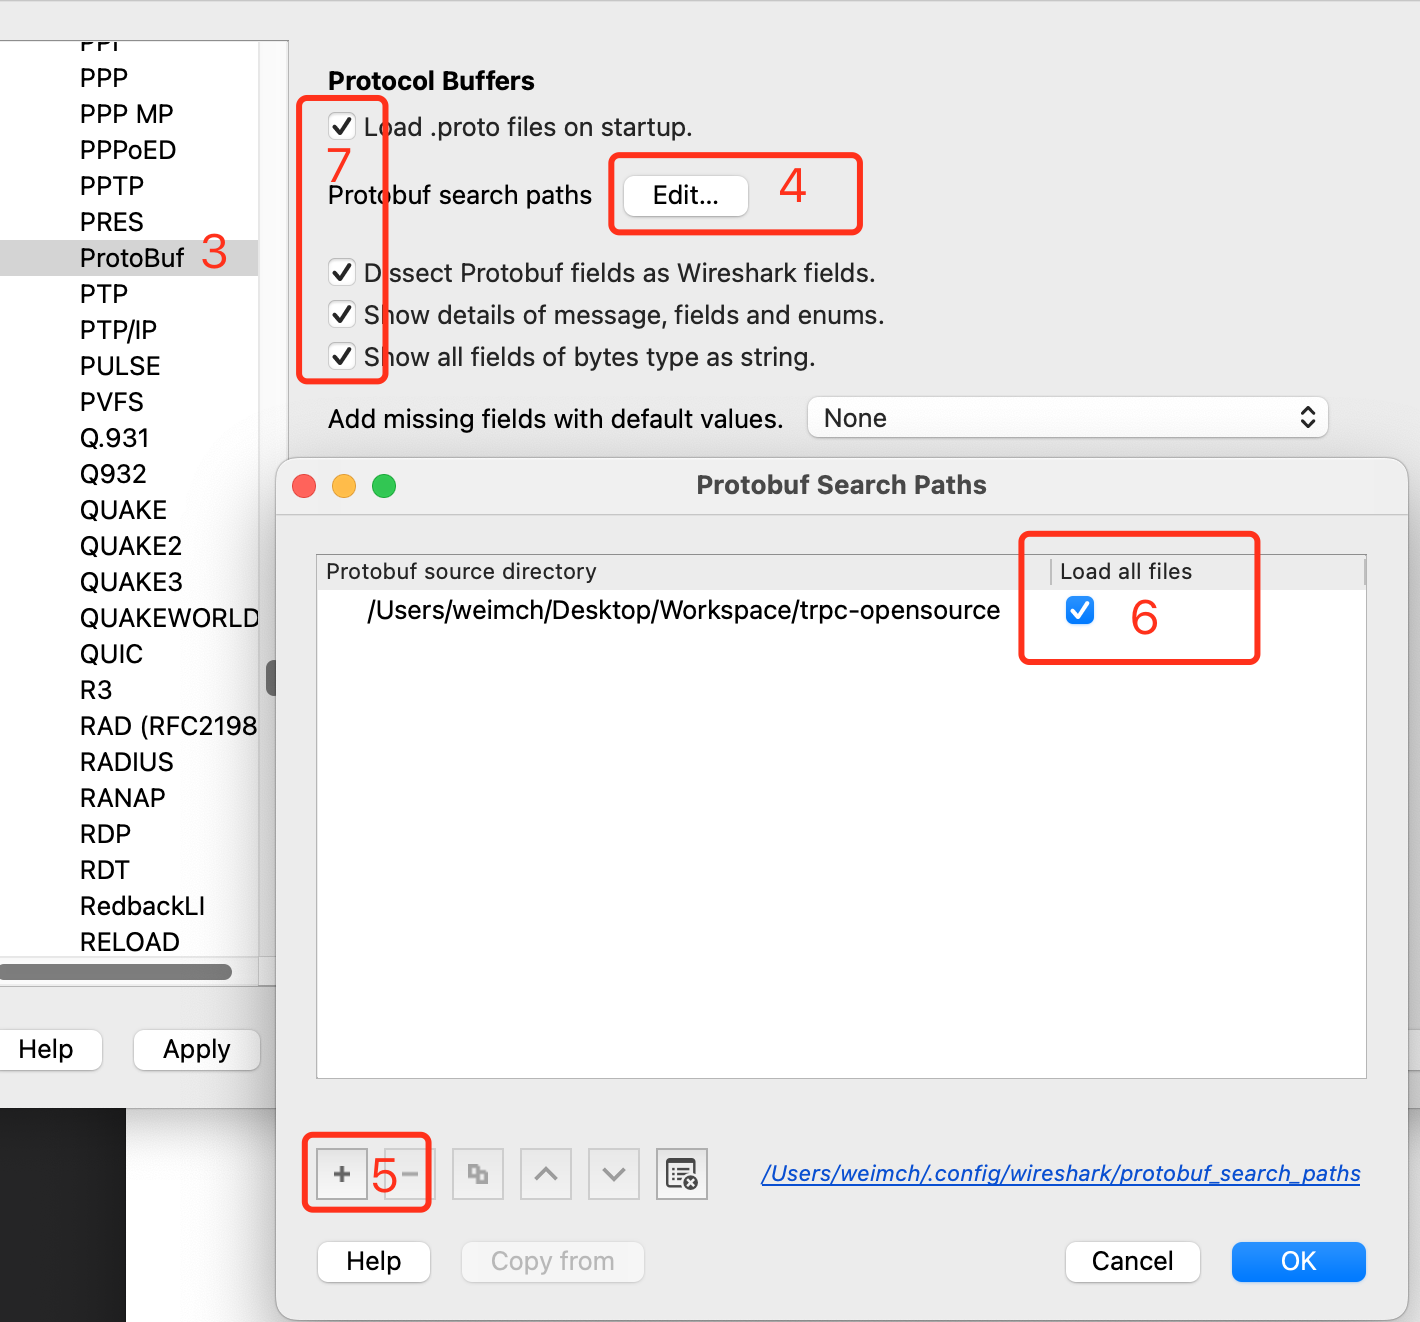 PPI
PPP
PPP MP
PPPoED
PPTP
PRES
ProtoBuf 3
PTP
PTP/IP
PULSE
PVFS
Q.931
Q932
QUAKE
QUAKE2
QUAKE3
QUAKEWORLD
QUIC
R3
RAD (RFC2198
RADIUS
RANAP
RDP
RDT
RedbackLI
RELOAD
Help
Apply
Protocol Buffers
Load .proto files on startup.
7
Protobuf search paths Edit... 4
Dissect Protobuf fields as Wireshark fields.
Show details of message, fields and enums.
Show all fields of bytes type as string.
Add missing fields with default values. None
Protobuf Search Paths
Protobuf source directory Load all files
/Users/weimch/Desktop/Workspace/trpc-opensource 6
+ 5 −
/Users/weimch/.config/wireshark/protobuf_search_paths
Help Copy from Cancel OK